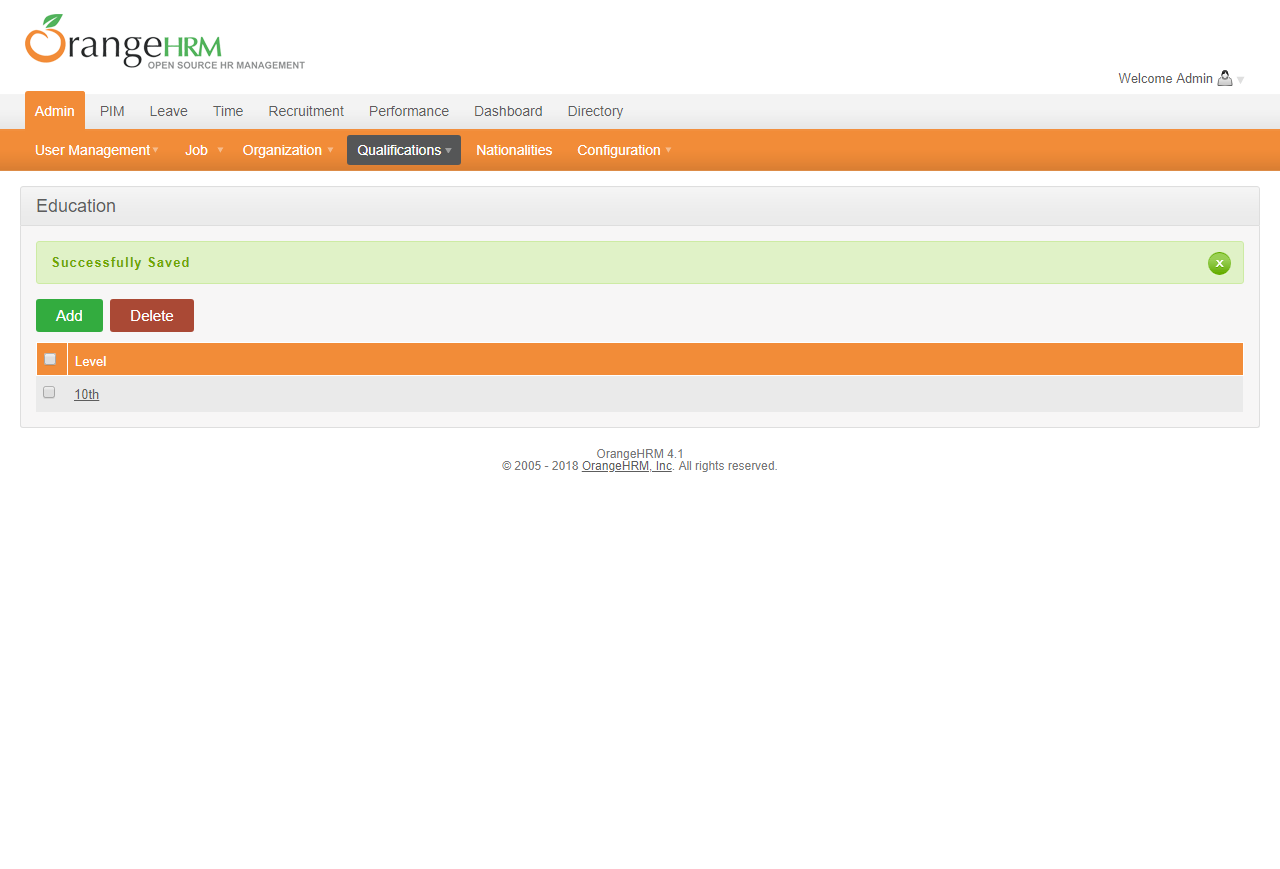 OrangeHRM
OPEN SOURCE HR MANAGEMENT
Welcome Admin
Admin PIM Leave Time Recruitment Performance Dashboard Directory
User Management Job Organization Qualifications Nationalities Configuration
Education
Successfully Saved
Add Delete
Level
10th
OrangeHRM 4.1
© 2005 - 2018 OrangeHRM, Inc. All rights reserved.